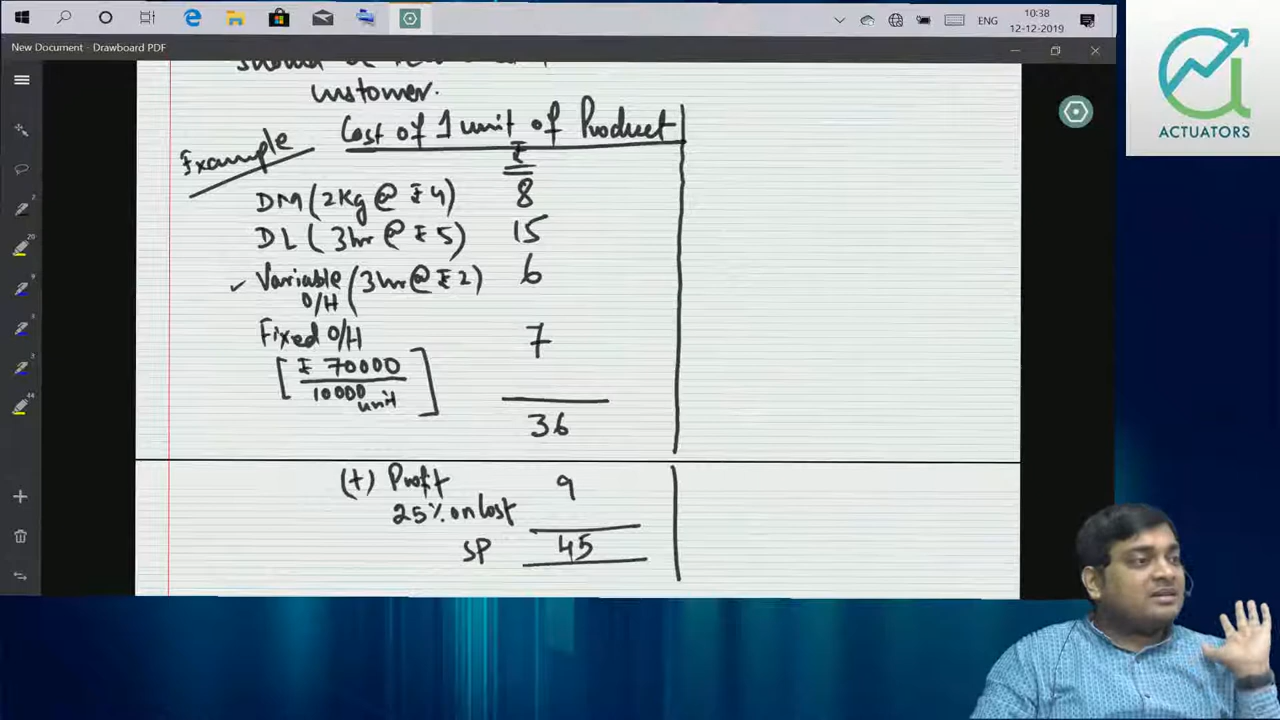 10:38
ENG
12-12-2019
New Document - Drawboard PDF
customer.
Example
Cost of 1 unit of Product
₹
DM (2Kg @ ₹ 4) 8
DL ( 3hr @ ₹ 5) 15
✓ Variable (3hr @ ₹ 2) 6
O/H
Fixed O/H 7
[ ₹ 70000
10000 unit ]
36
(+) Profit 9
25% on Cost
SP 45
ACTUATORS